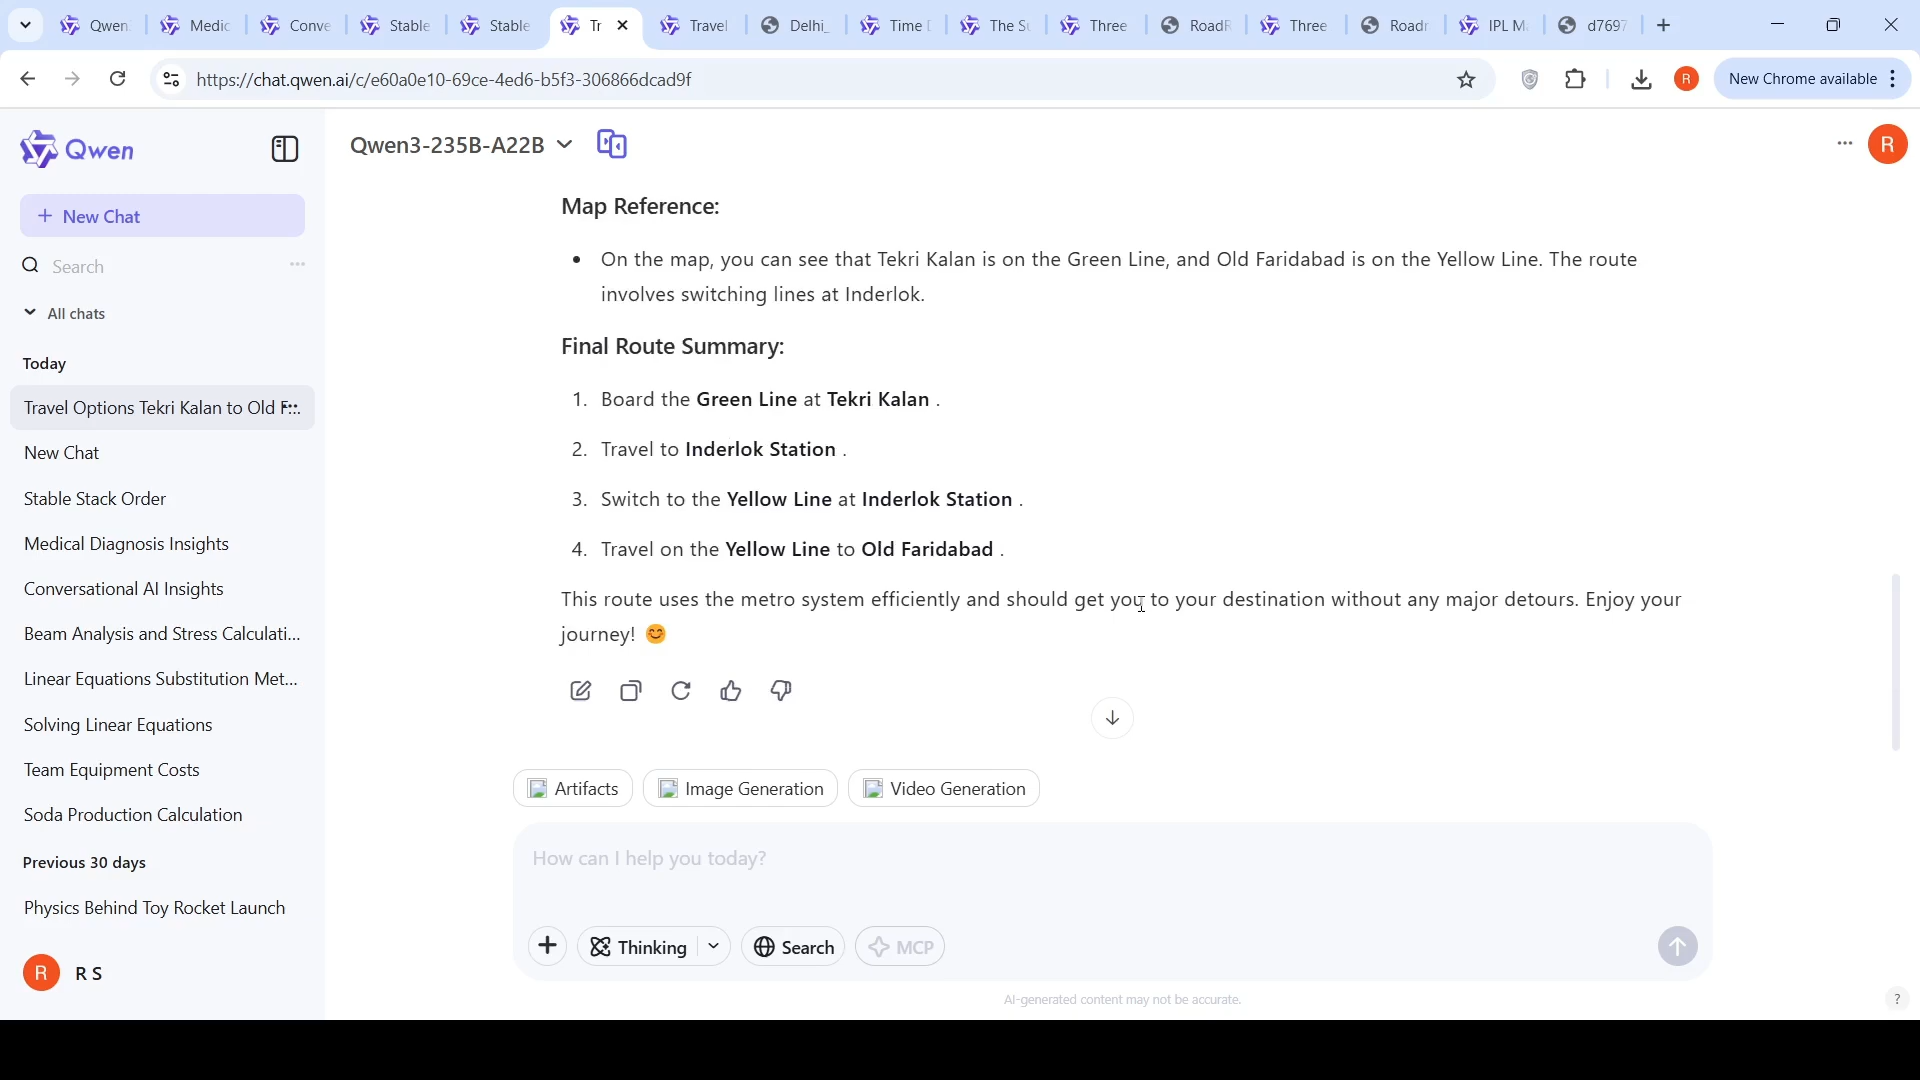 Qwen
Medic
Conve
Stable
Stable
Tr
Travel
Delhi_
Time
The Su
Three
RoadR
Three
Roadr
IPL Ma
d7697
https://chat.qwen.ai/c/e60a0e10-69ce-4ed6-b5f3-306866dcad9f
R
New Chrome available
Qwen
Qwen3-235B-A22B
R
New Chat
Search
All chats
Today
Travel Options Tekri Kalan to Old F...
New Chat
Stable Stack Order
Medical Diagnosis Insights
Conversational AI Insights
Beam Analysis and Stress Calculati...
Linear Equations Substitution Met...
Solving Linear Equations
Team Equipment Costs
Soda Production Calculation
Previous 30 days
Physics Behind Toy Rocket Launch
R
R S
Map Reference:
• On the map, you can see that Tekri Kalan is on the Green Line, and Old Faridabad is on the Yellow Line. The route
involves switching lines at Inderlok.
Final Route Summary:
1. Board the Green Line at Tekri Kalan .
2. Travel to Inderlok Station .
3. Switch to the Yellow Line at Inderlok Station .
4. Travel on the Yellow Line to Old Faridabad .
This route uses the metro system efficiently and should get you to your destination without any major detours. Enjoy your
journey! 😊
Artifacts
Image Generation
Video Generation
How can I help you today?
Thinking
Search
MCP
AI-generated content may not be accurate.
?